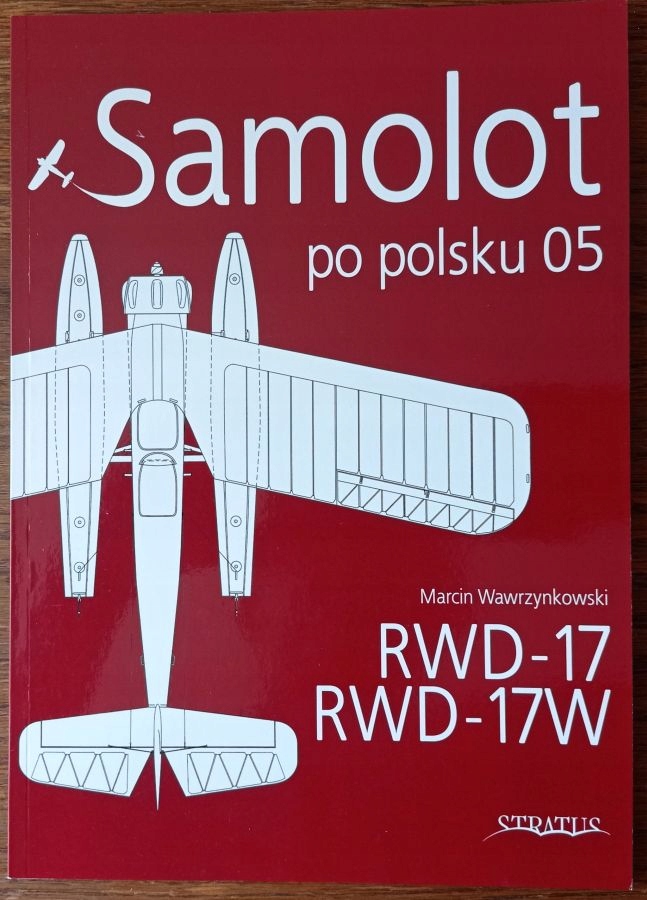 Samolot
po polsku 05
Marcin Wawrzynkowski
RWD-17
RWD-17W
STRATUS